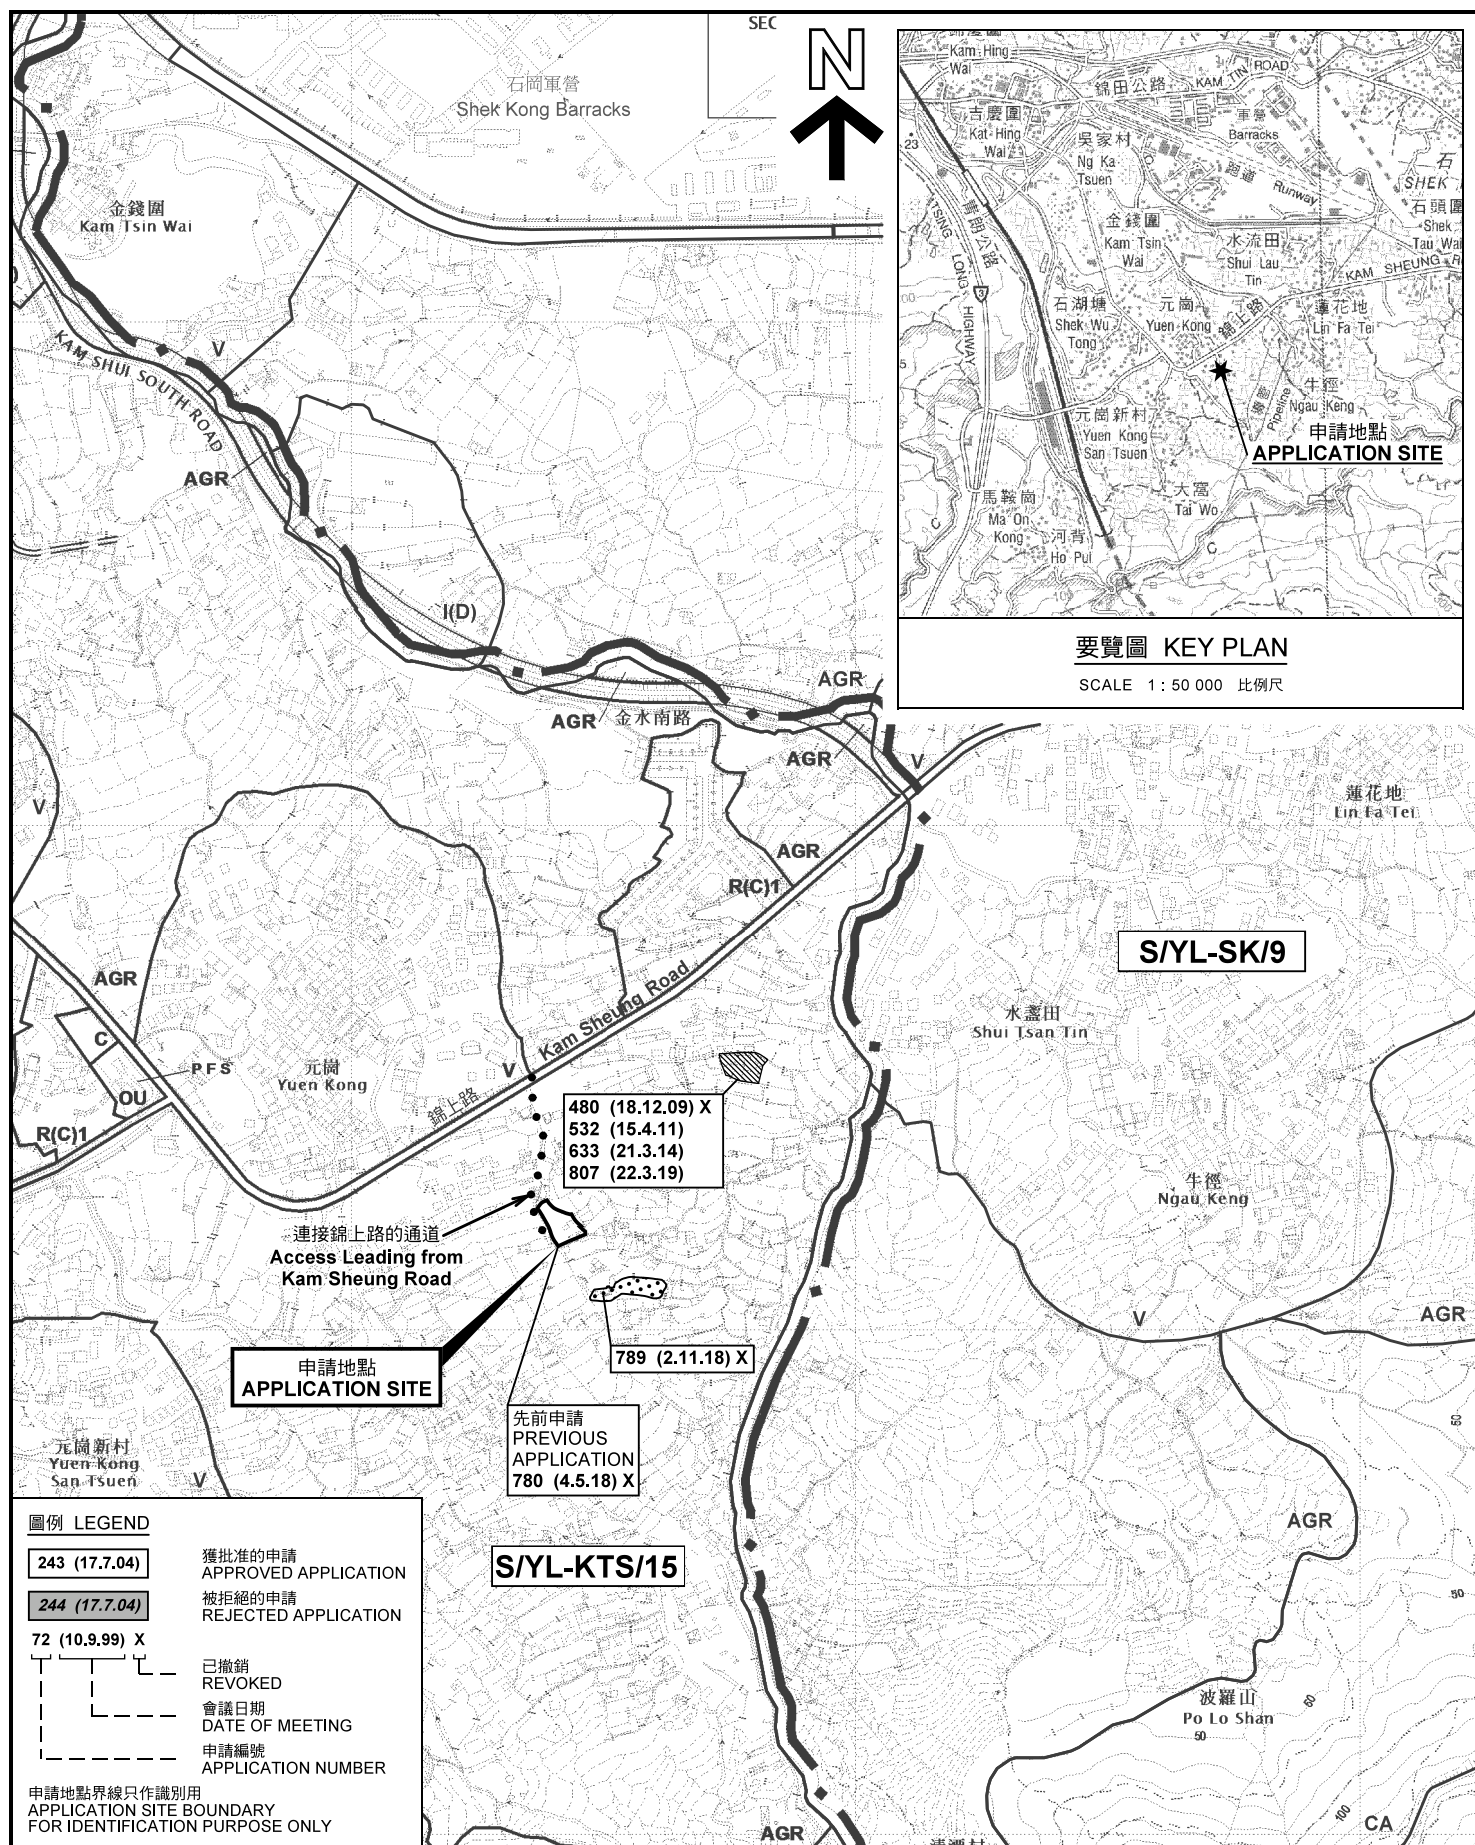 SEC
石岡軍營
Shek Kong Barracks
N
金錢圍
Kam Tsin Wai
KAM SHUI SOUTH ROAD
V
AGR
I(D)
AGR
金水南路
AGR
AGR
V
AGR
R(C)1
蓮花地
Lin Fa Tei
V
S/YL-SK/9
AGR
Kam Sheung Road
水盞田
Shui Tsan Tin
C
PFS
OU
R(C)1
元崗
Yuen Kong
V
錦上路
480 (18.12.09) X
532 (15.4.11)
633 (21.3.14)
807 (22.3.19)
牛徑
Ngau Keng
連接錦上路的通道
Access Leading from
Kam Sheung Road
V
AGR
789 (2.11.18) X
申請地點
APPLICATION SITE
先前申請
PREVIOUS
APPLICATION
780 (4.5.18) X
元崗新村
Yuen Kong
San Tsuen
V
60
AGR
S/YL-KTS/15
50
波羅山
Po Lo Shan
50
60
100
CA
AGR
Kam Hing
Wai
錦田公路
KAM TIN ROAD
吉慶圍
Kat Hing
Wai
23
吳家村
Ng Ka
Tsuen
軍營
Barracks
跑道
Runway
石
SHEK
石頭圍
Shek
Tau Wai
青朗公路
TSING LONG HIGHWAY
3
金錢圍
Kam Tsin
Wai
水流田
Shui Lau
Tin
KAM SHEUNG R
石湖塘
Shek Wu
Tong
元崗
Yuen Kong
錦上路
蓮花地
Lin Fa Tei
牛徑
Ngau Keng
導管
Pipeline
元崗新村
Yuen Kong
San Tsuen
申請地點
APPLICATION SITE
馬鞍崗
Ma On
Kong
大窩
Tai Wo
河背
Ho Pui
C
C
要覽圖 KEY PLAN
SCALE 1 : 50 000 比例尺
圖例 LEGEND
243 (17.7.04)
獲批准的申請
APPROVED APPLICATION
244 (17.7.04)
被拒絕的申請
REJECTED APPLICATION
72 (10.9.99) X
已撤銷
REVOKED
會議日期
DATE OF MEETING
申請編號
APPLICATION NUMBER
申請地點界線只作識別用
APPLICATION SITE BOUNDARY
FOR IDENTIFICATION PURPOSE ONLY